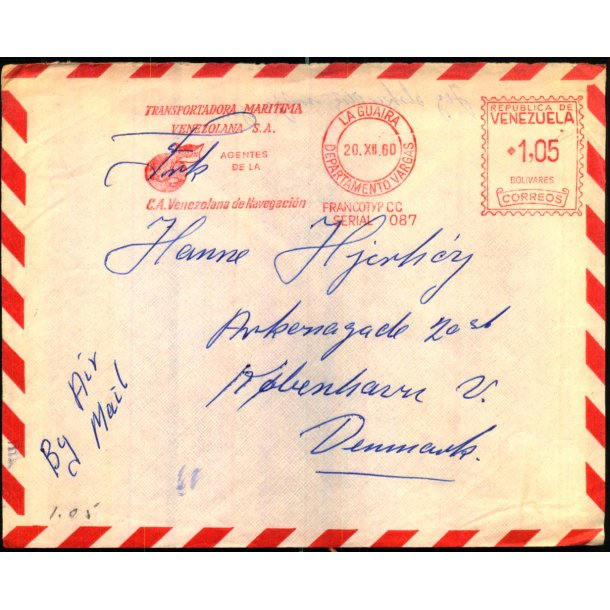 TRANSPORTADORA MARITIMA
VENEZOLANA S.A.
AGENTES
DE LA
C.A. Venezolana de Navegación
LA GUAIRA
20.XII.60
DEPARTAMENTO VARGAS
FRANCOTYP CC
SERIAL 087
REPUBLICA DE
VENEZUELA
1,05
BOLIVARES
CORREOS
Hanne
København V.
Denmark.
By Air
Mail
1.05